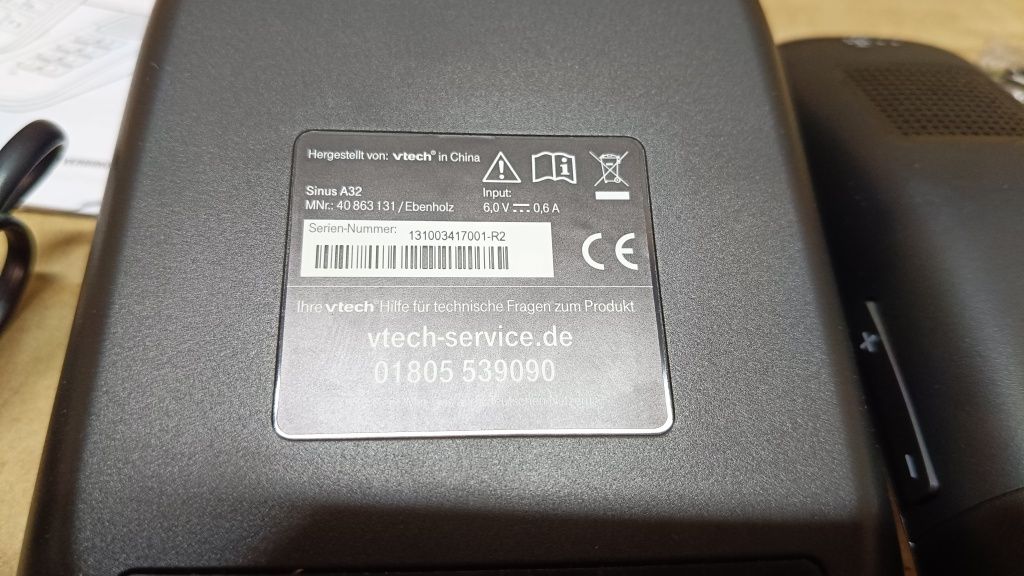 Hergestellt von: vtech® in China
Sinus A32
MNr.: 40 863 131 / Ebenholz
Input:
6,0 V ⎓ 0,6 A
Serien-Nummer: 131003417001-R2
CE
Ihre vtech Hilfe für technische Fragen zum Produkt
vtech-service.de
01805 539090
+
-